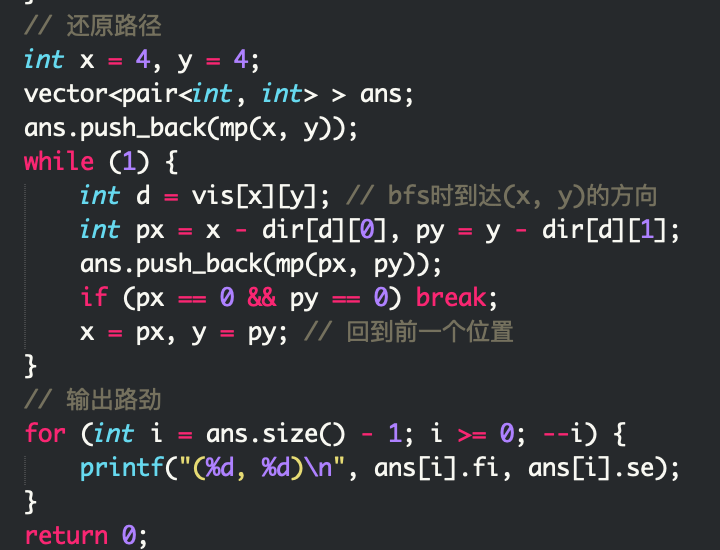 }
// 还原路径
int x = 4, y = 4;
vector<pair<int, int> > ans;
ans.push_back(mp(x, y));
while (1) {
    int d = vis[x][y]; // bfs时到达(x, y)的方向
    int px = x - dir[d][0], py = y - dir[d][1];
    ans.push_back(mp(px, py));
    if (px == 0 && py == 0) break;
    x = px, y = py; // 回到前一个位置
}
// 输出路劲
for (int i = ans.size() - 1; i >= 0; --i) {
    printf("(%d, %d)\n", ans[i].fi, ans[i].se);
}
return 0;